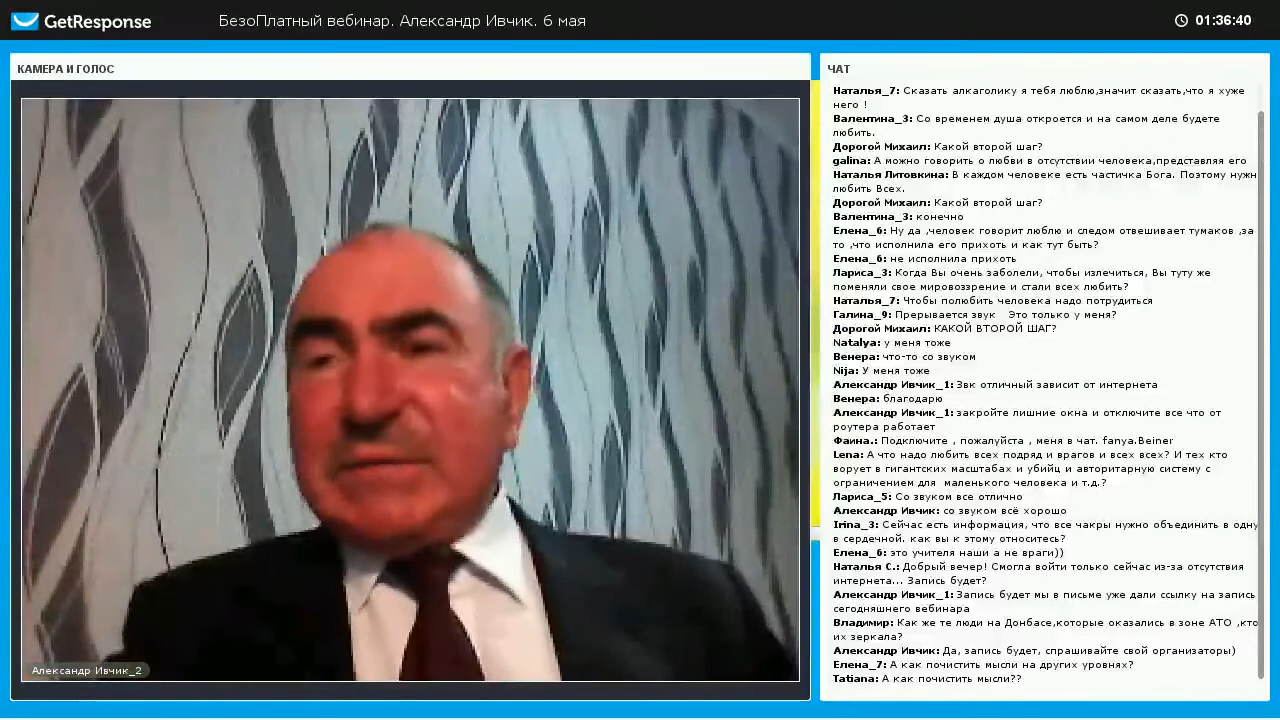 GetResponse
БезоПлатный вебинар. Александр Ивчик. 6 мая
01:36:40
КАМЕРА И ГОЛОС
Александр Ивчик_2
ЧАТ
Наталья_7: Сказать алкаголику я тебя люблю,значит сказать,что я хуже
него !
Валентина_3: Со временем душа откроется и на самом деле будете
любить.
Дорогой Михаил: Какой второй шаг?
galina: А можно говорить о любви в отсутствии человека,представляя его
Наталья Литовкина: В каждом человеке есть частичка Бога. Поэтому нужн
любить Всех.
Дорогой Михаил: Какой второй шаг?
Валентина_3: конечно
Елена_6: Ну да ,человек говорит люблю и следом отвешивает тумаков ,за
то ,что исполнила его прихоть и как тут быть?
Елена_6: не исполнила прихоть
Лариса_3: Когда Вы очень заболели, чтобы излечиться, Вы туту же
поменяли свое мировоззрение и стали всех любить?
Наталья_7: Чтобы полюбить человека надо потрудиться
Галина_9: Прерывается звук Это только у меня?
Дорогой Михаил: КАКОЙ ВТОРОЙ ШАГ?
Natalya: у меня тоже
Венера: что-то со звуком
Nija: У меня тоже
Александр Ивчик_1: Звк отличный зависит от интернета
Венера: благодарю
Александр Ивчик_1: закройте лишние окна и отключите все что от
роутера работает
Фаина.: Подключите , пожалуйста , меня в чат. fanya.Beiner
Lena: А что надо любить всех подряд и врагов и всех всех? И тех кто
ворует в гигантских масштабах и убийц и авторитарную систему с
ограничением для маленького человека и т.д.?
Лариса_5: Со звуком все отлично
Александр Ивчик: со звуком всё хорошо
Irina_3: Сейчас есть информация, что все чакры нужно объединить в одну
в сердечной. как вы к этому относитесь?
Елена_6: это учителя наши а не враги))
Наталья С.: Добрый вечер! Смогла войти только сейчас из-за отсутствия
интернета... Запись будет?
Александр Ивчик_1: Запись будет мы в письме уже дали ссылку на запись
сегодняшнего вебинара
Владимир: Как же те люди на Донбасе,которые оказались в зоне АТО ,кто
их зеркала?
Александр Ивчик: Да, запись будет, спрашивайте свой организаторы)
Елена_7: А как почистить мысли на других уровнях?
Tatiana: А как почистить мысли??